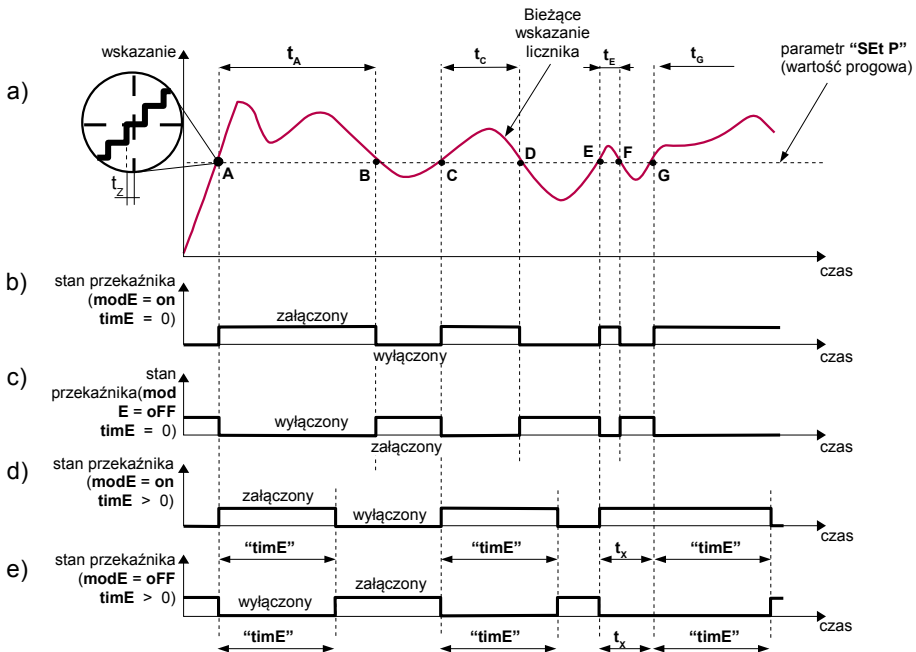 wskazanie
Bieżące
wskazanie
licznika
parametr “SEt P”
(wartość progowa)
tA
tC
tE
tG
a)
tZ
A
B
C
D
E
F
G
czas
b)
stan przekaźnika
(modE = on
timE = 0)
załączony
wyłączony
czas
c)
stan
przekaźnika(mod
E = oFF
timE = 0)
wyłączony
załączony
czas
d)
stan przekaźnika
(modE = on
timE > 0)
załączony
wyłączony
czas
“timE”
“timE”
tX
“timE”
e)
stan przekaźnika
(modE = oFF
timE > 0)
załączony
wyłączony
czas
“timE”
“timE”
tX
“timE”